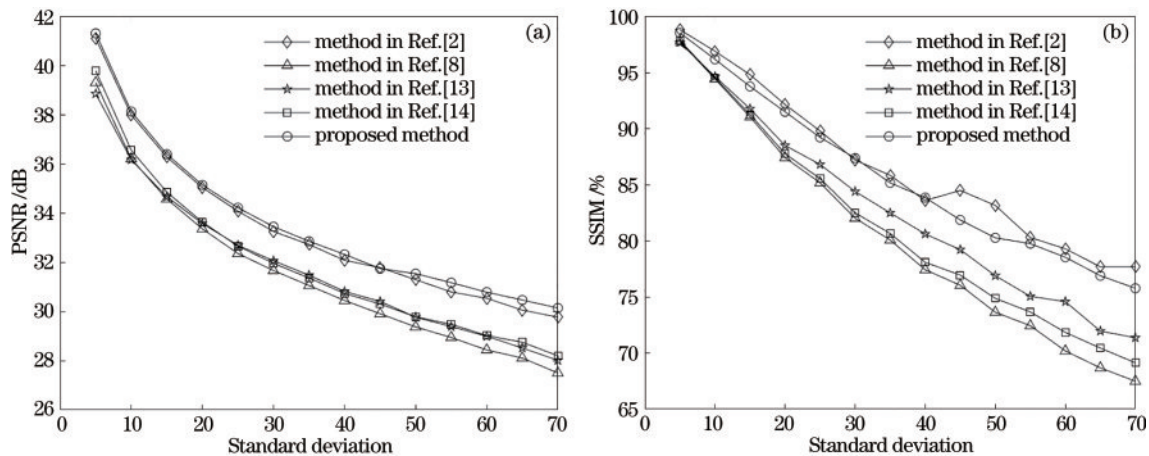 42
40
38
36
34
32
30
28
26
PSNR /dB
(a)
method in Ref.[2]
method in Ref.[8]
method in Ref.[13]
method in Ref.[14]
proposed method
0 10 20 30 40 50 60 70
Standard deviation
100
95
90
85
80
75
70
65
SSIM /%
(b)
method in Ref.[2]
method in Ref.[8]
method in Ref.[13]
method in Ref.[14]
proposed method
0 10 20 30 40 50 60 70
Standard deviation